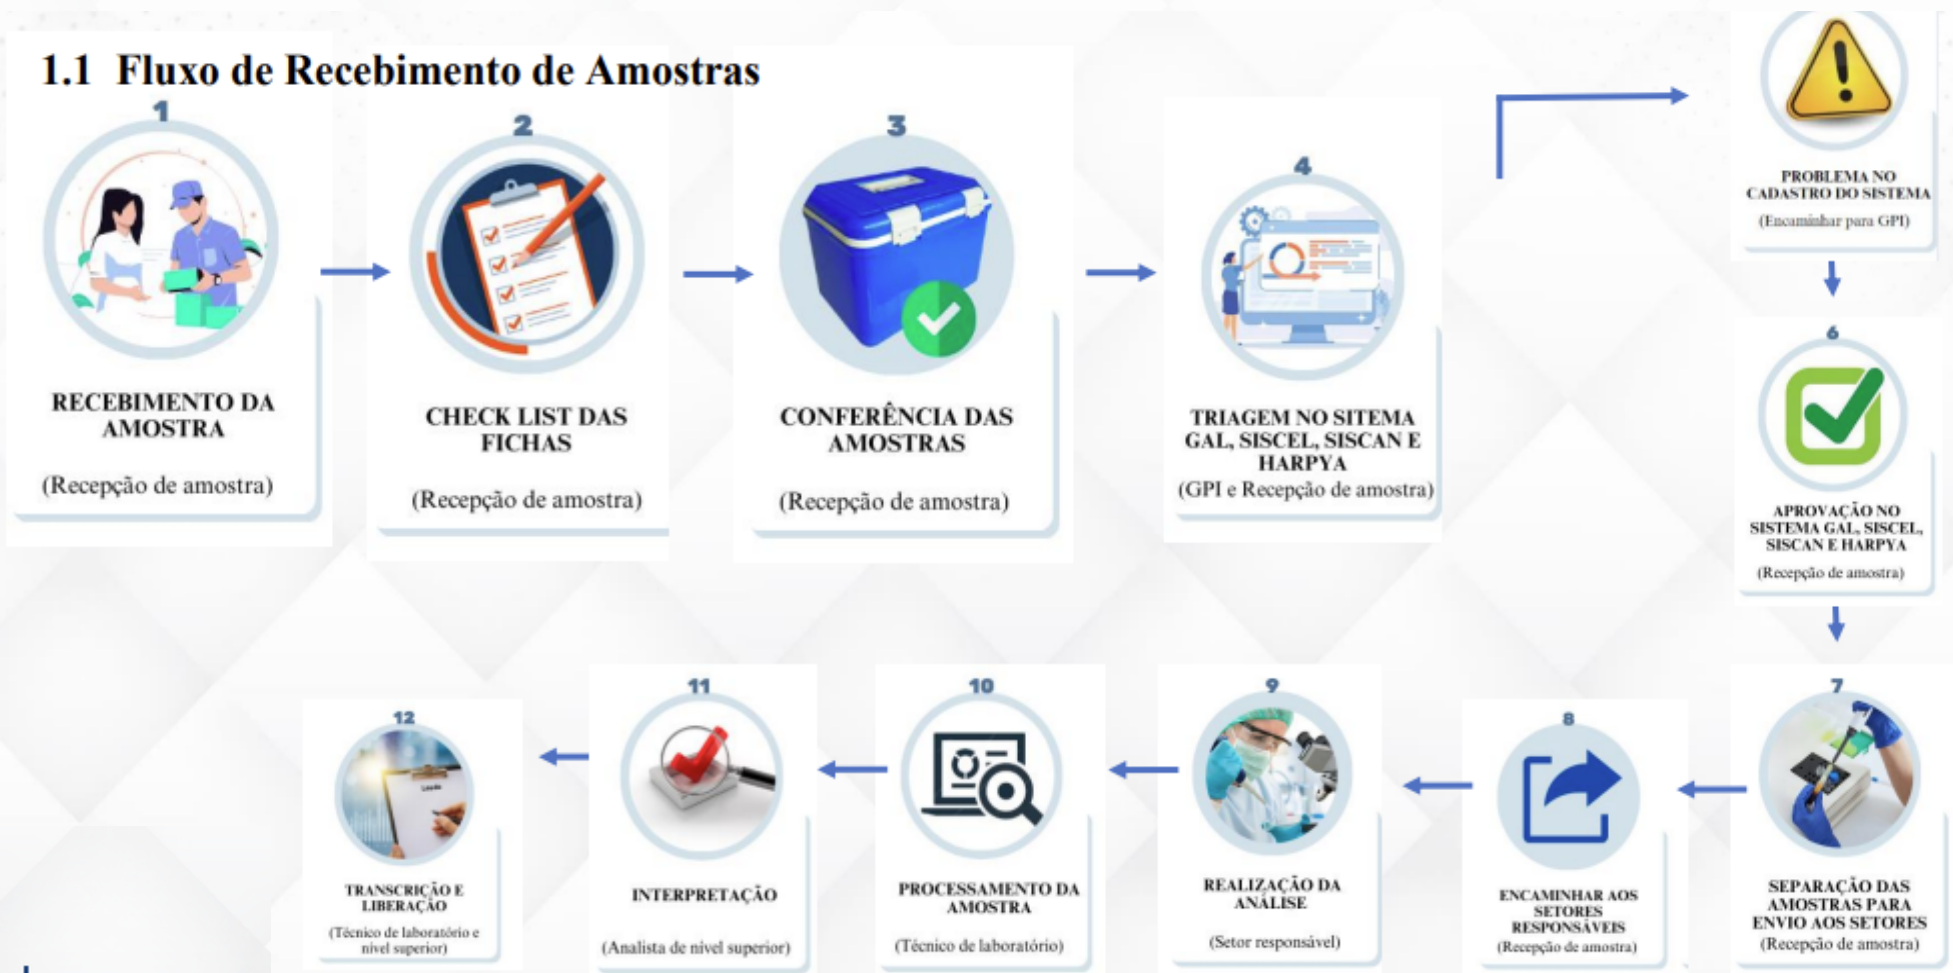 1.1 Fluxo de Recebimento de Amostras
1
RECEBIMENTO DA
AMOSTRA
(Recepção de amostra)
2
CHECK LIST DAS
FICHAS
(Recepção de amostra)
3
CONFERÊNCIA DAS
AMOSTRAS
(Recepção de amostra)
4
TRIAGEM NO SITEMA
GAL, SISCEL, SISCAN E
HARPYA
(GPI e Recepção de amostra)
PROBLEMA NO
CADASTRO DO SISTEMA
(Encaminhar para GPI)
6
APROVAÇÃO NO
SISTEMA GAL, SISCEL,
SISCAN E HARPYA
(Recepção de amostra)
7
SEPARAÇÃO DAS
AMOSTRAS PARA
ENVIO AOS SETORES
(Recepção de amostra)
8
ENCAMINHAR AOS
SETORES
RESPONSÁVEIS
(Recepção de amostra)
9
REALIZAÇÃO DA
ANÁLISE
(Setor responsável)
10
PROCESSAMENTO DA
AMOSTRA
(Técnico de laboratório)
11
INTERPRETAÇÃO
(Analista de nível superior)
12
TRANSCRIÇÃO E
LIBERAÇÃO
(Técnico de laboratório e
nível superior)